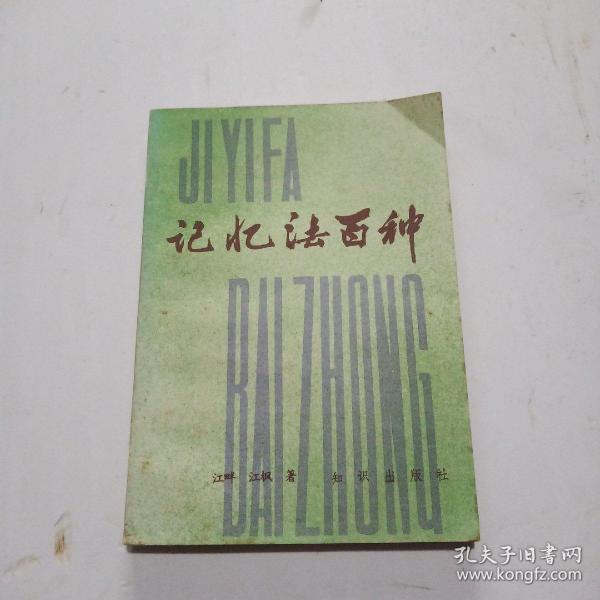 JIYIFA
记忆法百种
BAIZHONG
江畔 江枫 著 知识出版社
孔夫子旧书网
www.kongfz.com